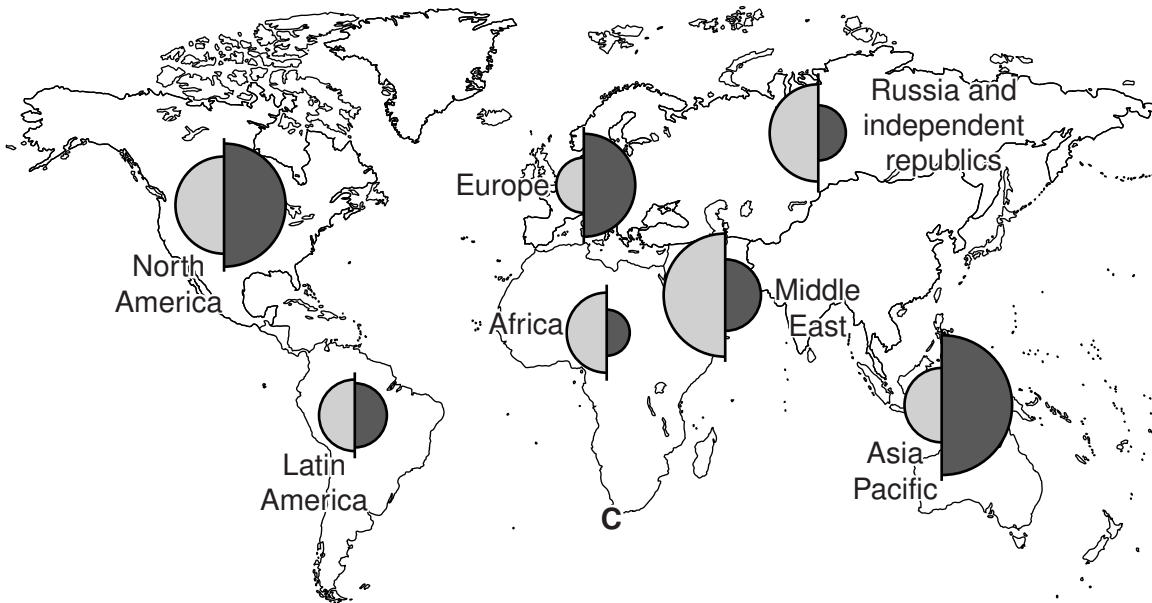 Russia and
independent
republics
Europe
North
America
Africa
Middle
East
Latin
America
Asia
Pacific
C